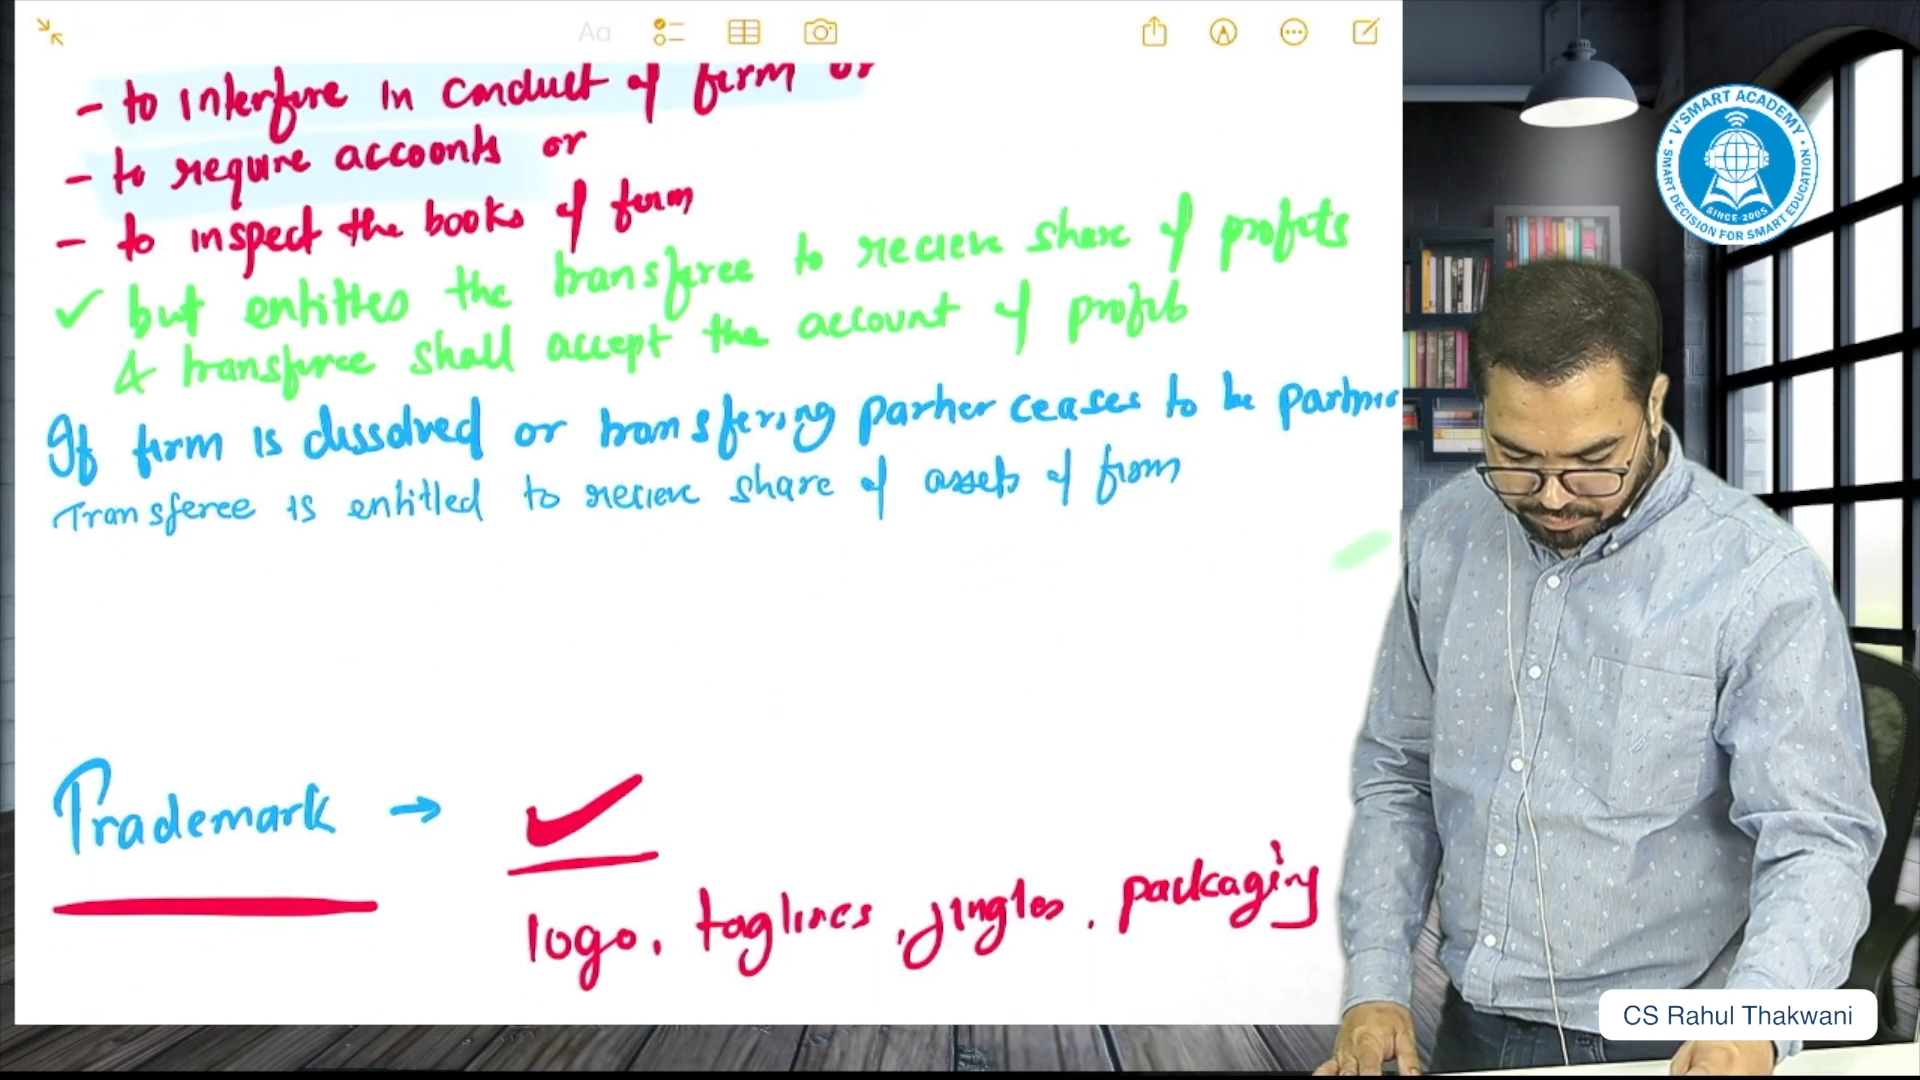 Aa
- to interfere in conduct of firm or
- to require accounts or
- to inspect the books of firm
✓ but entitles the transferee to recieve share of profits
& transferee shall accept the account of profits
If firm is dissolved or transfering partner ceases to be partner
Transferee is entitled to recieve share of assets of firm
Trademark → ✓
logo, taglines, jingles, packaging
V'SMART ACADEMY
SINCE-2005
SMART DECISION FOR SMART EDUCATION
CS Rahul Thakwani